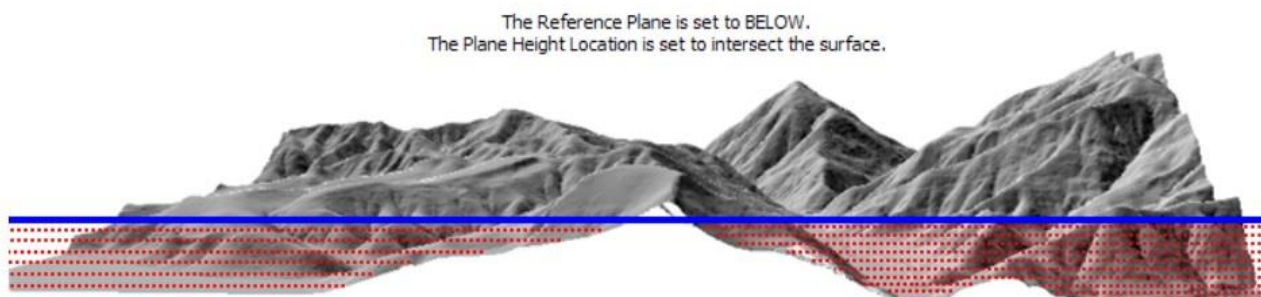 The Reference Plane is set to BELOW.
The Plane Height Location is set to intersect the surface.